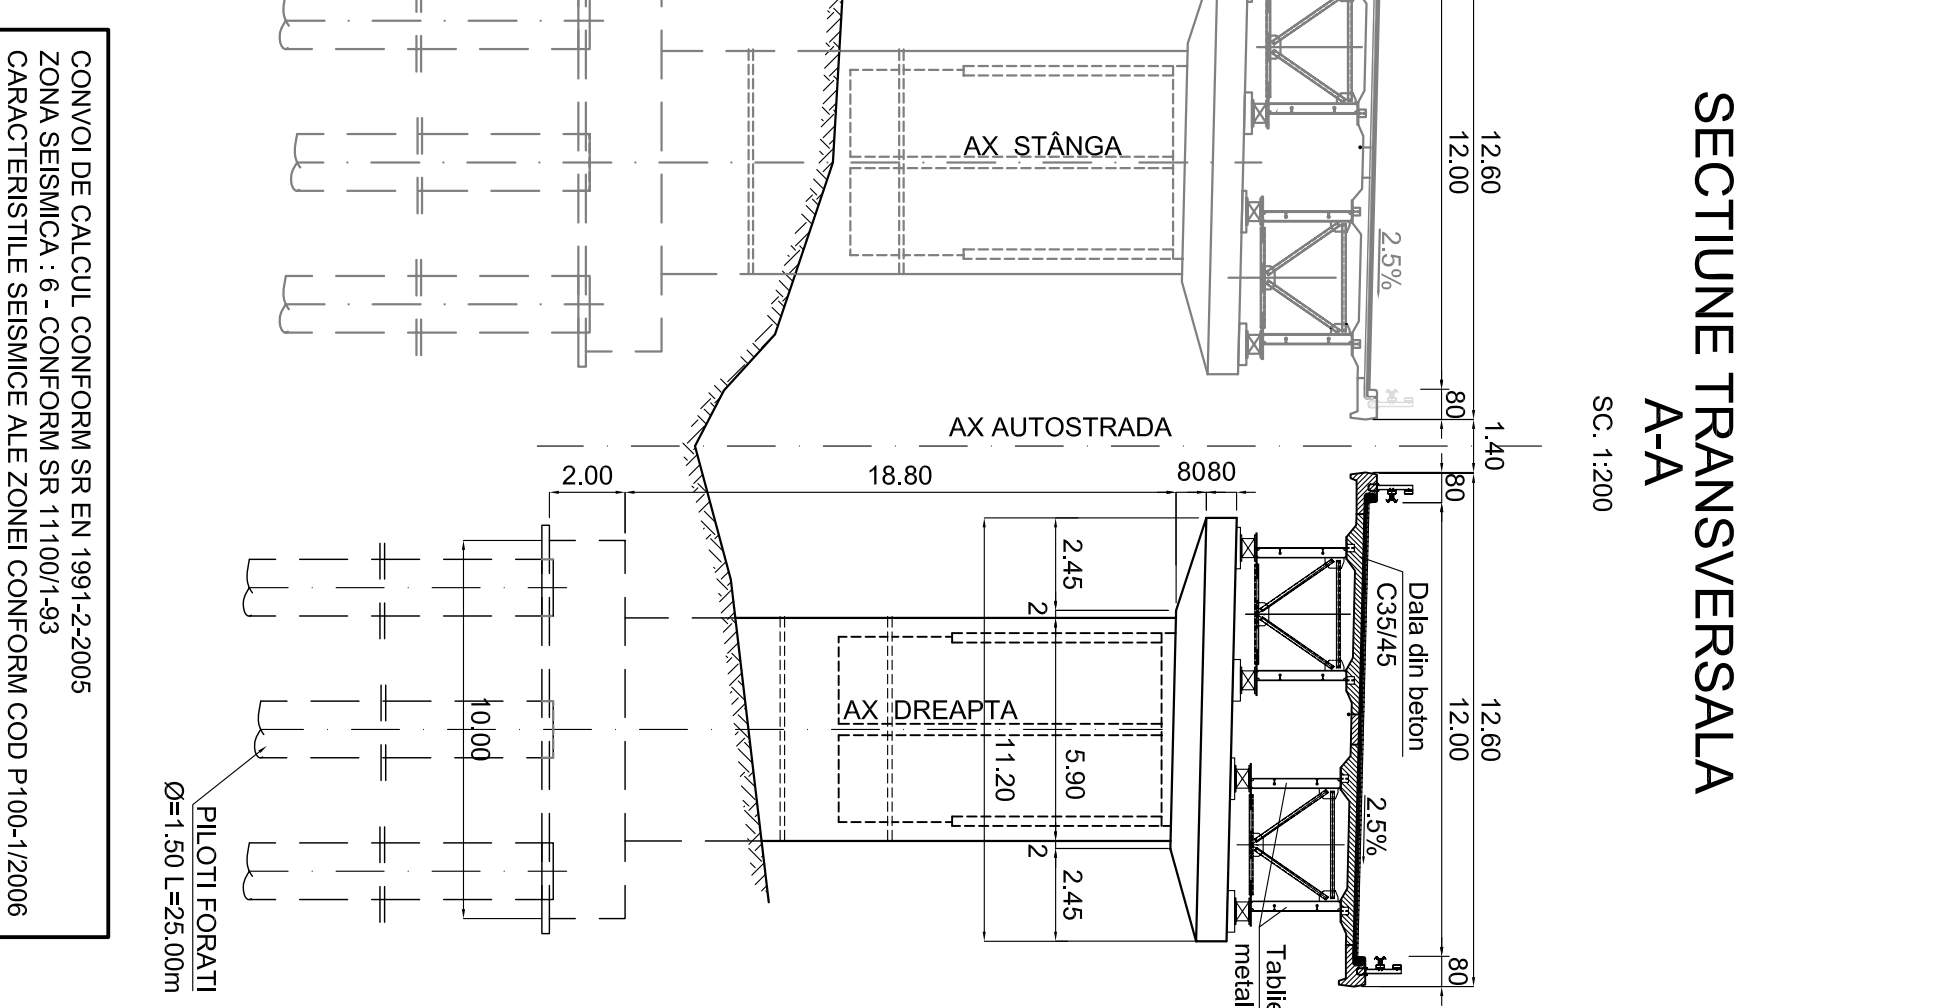 SECTIUNE TRANSVERSALA
A-A
SC. 1:200
12.60
12.00
80
1.40
80
12.60
12.00
80
2.5%
Dala din beton
C35/45
2.5%
AX STÂNGA
AX AUTOSTRADA
2.00
18.80
8080
2.45
2
5.90
2
2.45
11.20
AX DREAPTA
10.00
PILOTI FORATI
Ø=1.50 L=25.00m
CONVOI DE CALCUL CONFORM SR EN 1991-2-2005
ZONA SEISMICA : 6 - CONFORM SR 11100/1-93
CARACTERISTILE SEISMICE ALE ZONEI CONFORM COD P100-1/2006